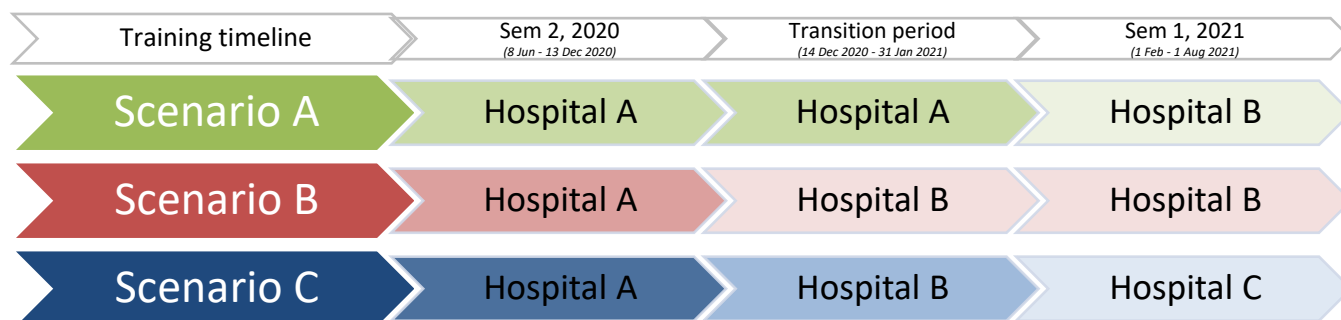 Training timeline
Sem 2, 2020
(8 Jun - 13 Dec 2020)
Transition period
(14 Dec 2020 - 31 Jan 2021)
Sem 1, 2021
(1 Feb - 1 Aug 2021)
Scenario A
Hospital A
Hospital A
Hospital B
Scenario B
Hospital A
Hospital B
Hospital B
Scenario C
Hospital A
Hospital B
Hospital C